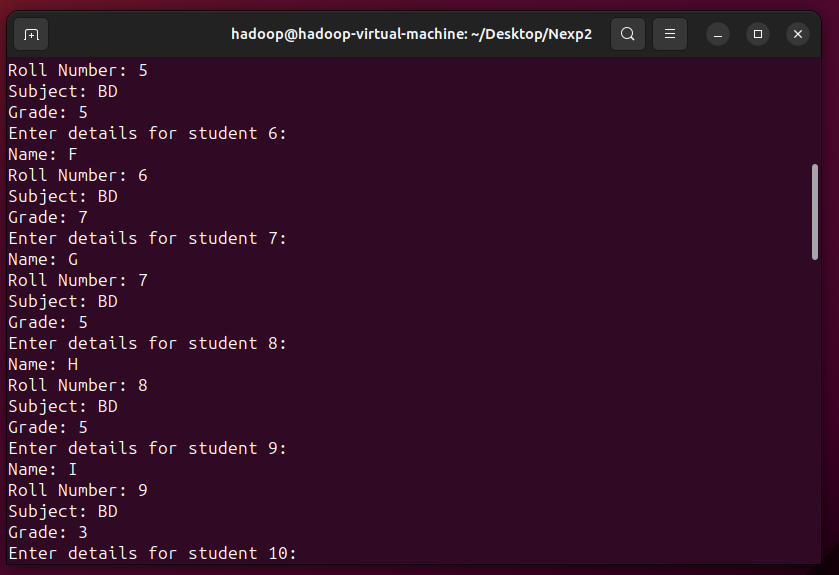 hadoop@hadoop-virtual-machine: ~/Desktop/Nexp2
Roll Number: 5
Subject: BD
Grade: 5
Enter details for student 6:
Name: F
Roll Number: 6
Subject: BD
Grade: 7
Enter details for student 7:
Name: G
Roll Number: 7
Subject: BD
Grade: 5
Enter details for student 8:
Name: H
Roll Number: 8
Subject: BD
Grade: 5
Enter details for student 9:
Name: I
Roll Number: 9
Subject: BD
Grade: 3
Enter details for student 10: